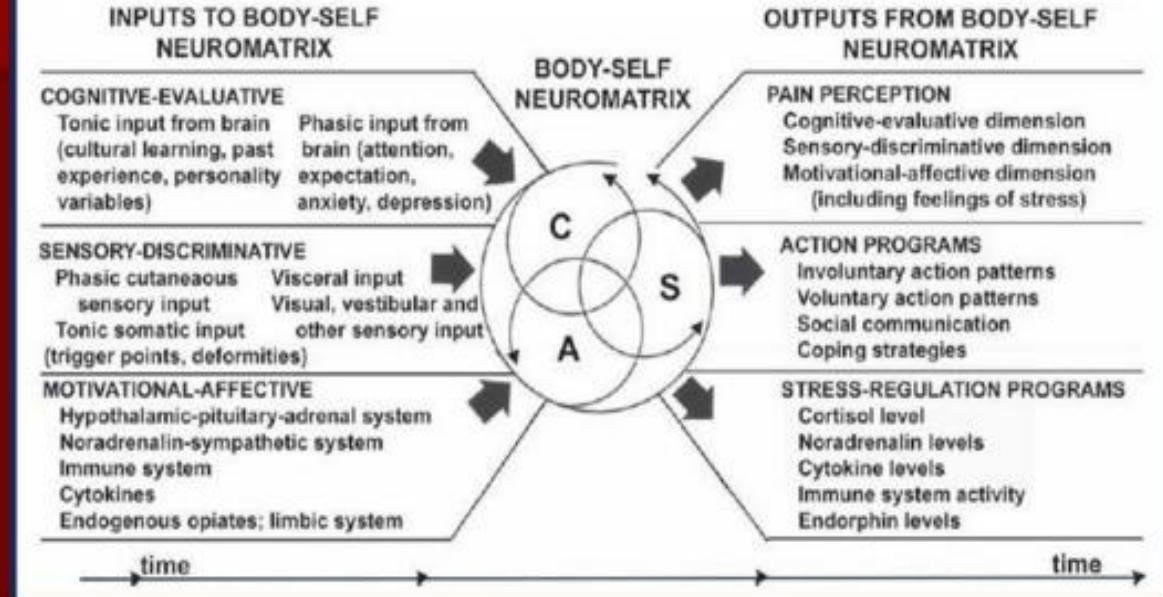 INPUTS TO BODY-SELF
NEUROMATRIX
COGNITIVE-EVALUATIVE
Tonic input from brain
(cultural learning, past
experience, personality
variables)
Phasic input from
brain (attention,
expectation,
anxiety, depression)
SENSORY-DISCRIMINATIVE
Phasic cutaneaous
sensory input
Tonic somatic input
(trigger points, deformities)
Visceral input
Visual, vestibular and
other sensory input
MOTIVATIONAL-AFFECTIVE
Hypothalamic-pituitary-adrenal system
Noradrenalin-sympathetic system
Immune system
Cytokines
Endogenous opiates; limbic system
BODY-SELF
NEUROMATRIX
C
S
A
OUTPUTS FROM BODY-SELF
NEUROMATRIX
PAIN PERCEPTION
Cognitive-evaluative dimension
Sensory-discriminative dimension
Motivational-affective dimension
(including feelings of stress)
ACTION PROGRAMS
Involuntary action patterns
Voluntary action patterns
Social communication
Coping strategies
STRESS-REGULATION PROGRAMS
Cortisol level
Noradrenalin levels
Cytokine levels
Immune system activity
Endorphin levels
time
time